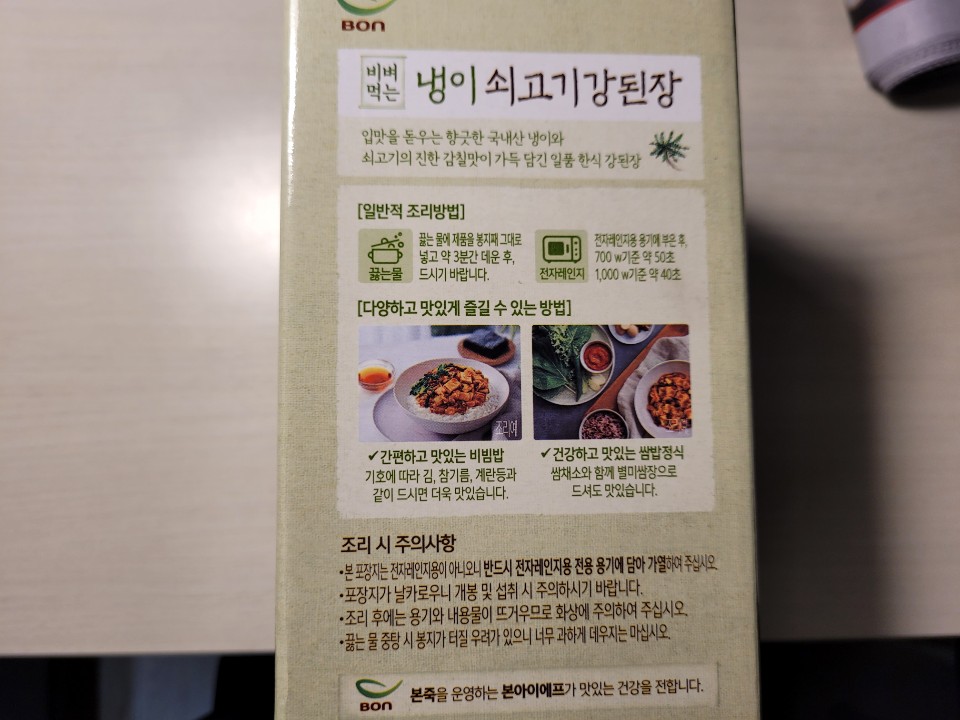 BON
비벼먹는 냉이 쇠고기강된장
입맛을 돋우는 향긋한 국내산 냉이와
쇠고기의 진한 감칠맛이 가득 담긴 일품 한식 강된장
[일반적 조리방법]
끓는물
끓는 물에 제품을 봉지째 그대로
넣고 약 3분간 데운 후,
드시기 바랍니다.
전자레인지
전자레인지용 용기에 부은 후,
700 w기준 약 50초
1,000 w기준 약 40초
[다양하고 맛있게 즐길 수 있는 방법]
조리예
✔간편하고 맛있는 비빔밥
기호에 따라 김, 참기름, 계란등과
같이 드시면 더욱 맛있습니다.
✔건강하고 맛있는 쌈밥정식
쌈채소와 함께 별미쌈장으로
드셔도 맛있습니다.
조리 시 주의사항
•본 포장지는 전자레인지용이 아니오니 반드시 전자레인지용 전용 용기에 담아 가열하여 주십시오.
•포장지가 날카로우니 개봉 및 섭취 시 주의하시기 바랍니다.
•조리 후에는 용기와 내용물이 뜨거우므로 화상에 주의하여 주십시오.
•끓는 물 중탕 시 봉지가 터질 우려가 있으니 너무 과하게 데우지는 마십시오.
BON
본죽을 운영하는 본아이에프가 맛있는 건강을 전합니다.